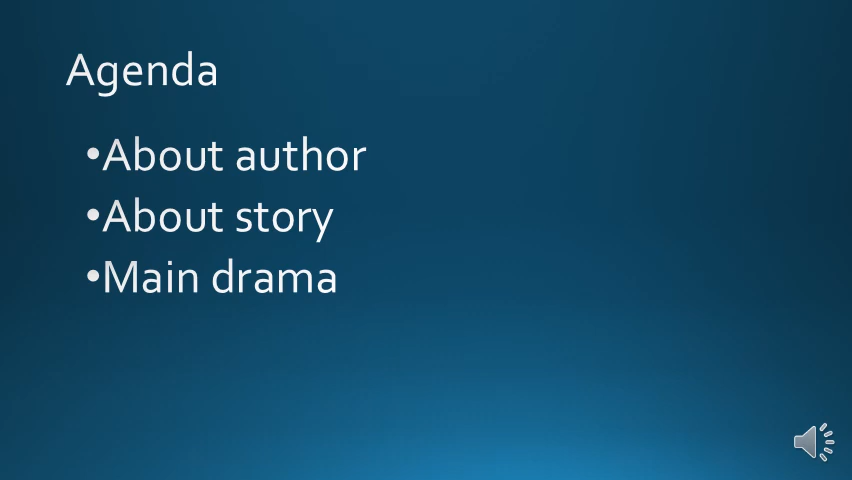 Agenda
•About author
•About story
•Main drama